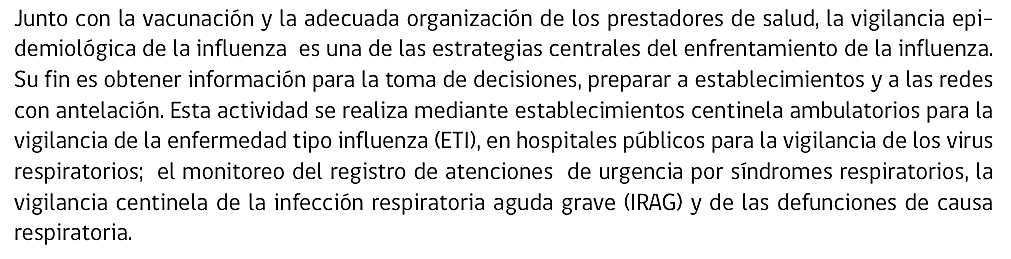 Junto con la vacunación y la adecuada organización de los prestadores de salud, la vigilancia epi-
demiológica de la influenza  es una de las estrategias centrales del enfrentamiento de la influenza.
Su fin es obtener información para la toma de decisiones, preparar a establecimientos y a las redes
con antelación. Esta actividad se realiza mediante establecimientos centinela ambulatorios para la
vigilancia de la enfermedad tipo influenza (ETI), en hospitales públicos para la vigilancia de los virus
respiratorios;  el monitoreo del registro de atenciones  de urgencia por síndromes respiratorios, la
vigilancia centinela de la infección respiratoria aguda grave (IRAG) y de las defunciones de causa
respiratoria.